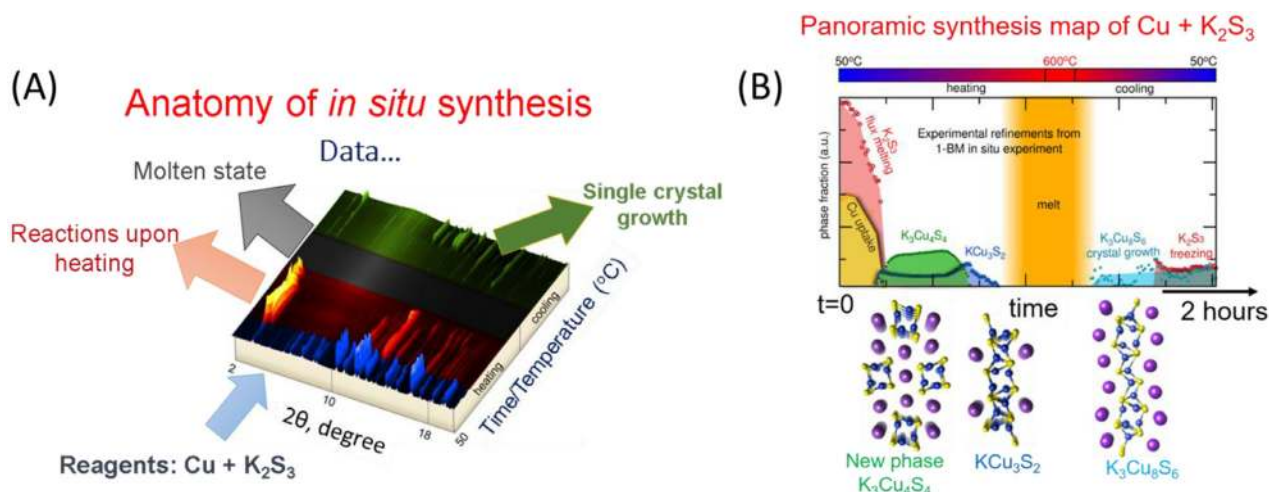 (A)
Anatomy of in situ synthesis
Data...
Molten state
Single crystal
growth
Reactions upon
heating
cooling
heating
Time/Temperature (°C)
2
10
18
50
2θ, degree
Reagents: Cu + K₂S₃
Panoramic synthesis map of Cu + K₂S₃
(B)
50°C
600°C
50°C
heating
cooling
phase fraction (a.u.)
K₂S₃
flux melting
Cu uptake
Experimental refinements from
1-BM in situ experiment
melt
K₃Cu₄S₄
KCu₃S₂
K₃Cu₈S₆
crystal growth
K₂S₃
freezing
t=0
time
2 hours
New phase
K₃Cu₄S₄
KCu₃S₂
K₃Cu₈S₆